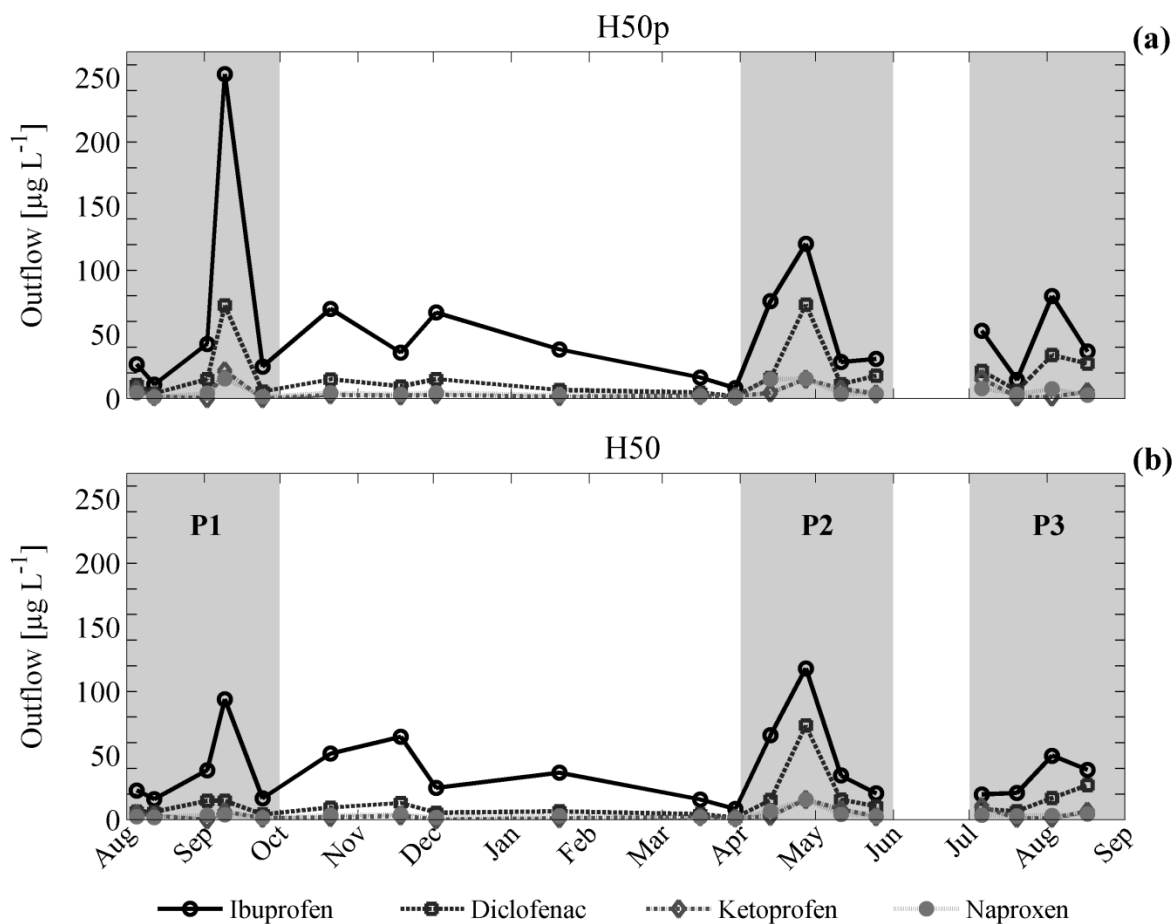 H50p
(a)
Outflow [µg L⁻¹]
250
200
150
100
50
0
H50
(b)
Outflow [µg L⁻¹]
250
200
150
100
50
0
P1 P2 P3
Aug Sep Oct Nov Dec Jan Feb Mar Apr May Jun Jul Aug Sep
Ibuprofen Diclofenac Ketoprofen Naproxen